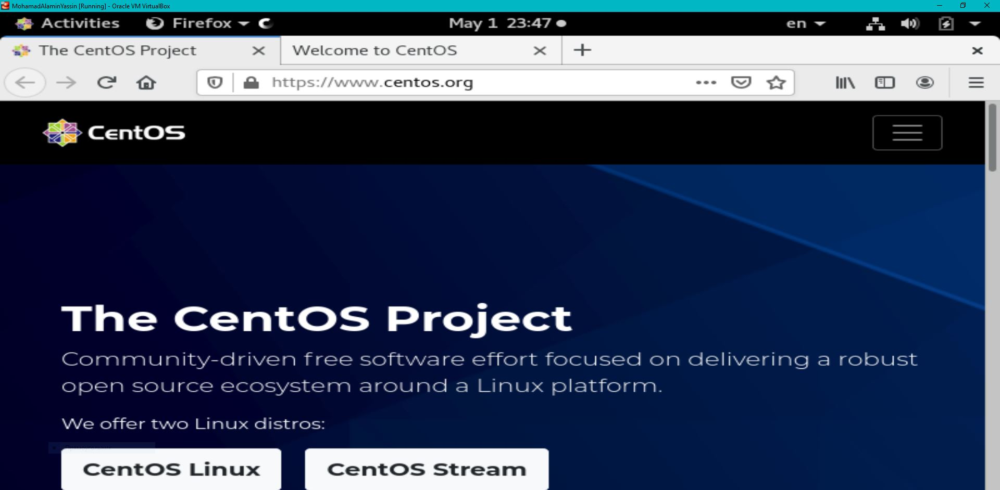 MohamadAlaminYassin [Running] - Oracle VM VirtualBox
Activities Firefox May 1 23:47 en
The CentOS Project Welcome to CentOS
https://www.centos.org
CentOS
The CentOS Project
Community-driven free software effort focused on delivering a robust
open source ecosystem around a Linux platform.
We offer two Linux distros:
Прямоугольник
CentOS Linux CentOS Stream